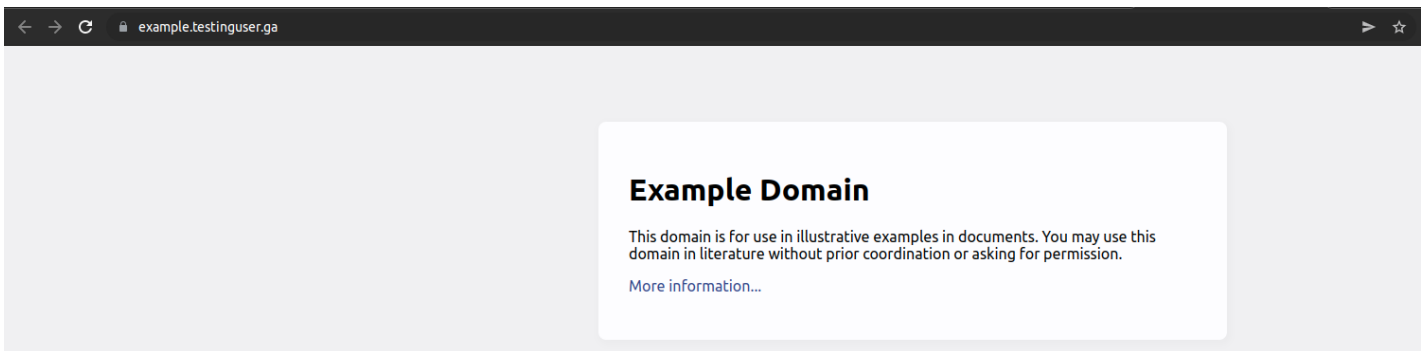 example.testinguser.ga
Example Domain
This domain is for use in illustrative examples in documents. You may use this
domain in literature without prior coordination or asking for permission.
More information...